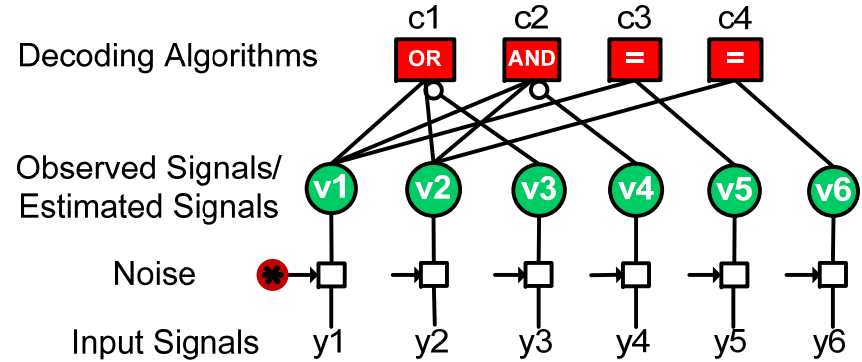 c1 c2 c3 c4
Decoding Algorithms OR AND = =
Observed Signals/
Estimated Signals
v1 v2 v3 v4 v5 v6
Noise *
Input Signals y1 y2 y3 y4 y5 y6